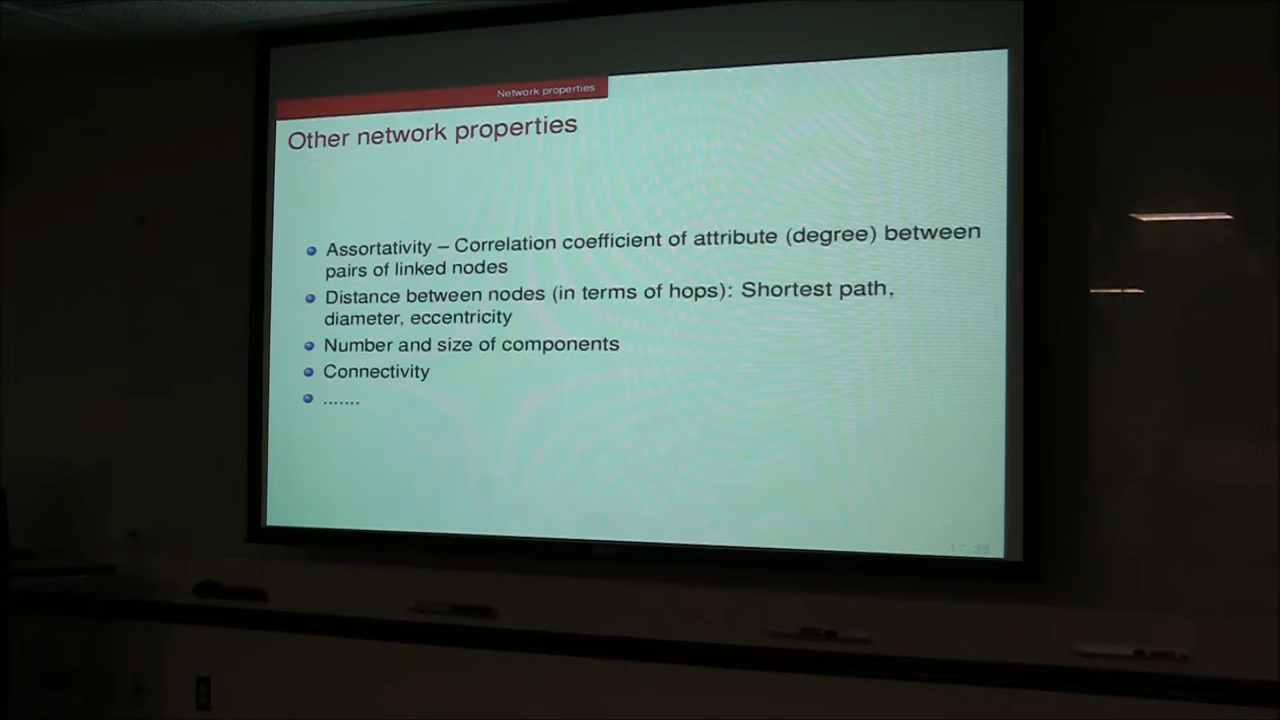 Network properties
Other network properties
Assortativity – Correlation coefficient of attribute (degree) between
pairs of linked nodes
Distance between nodes (in terms of hops): Shortest path,
diameter, eccentricity
Number and size of components
Connectivity
.......